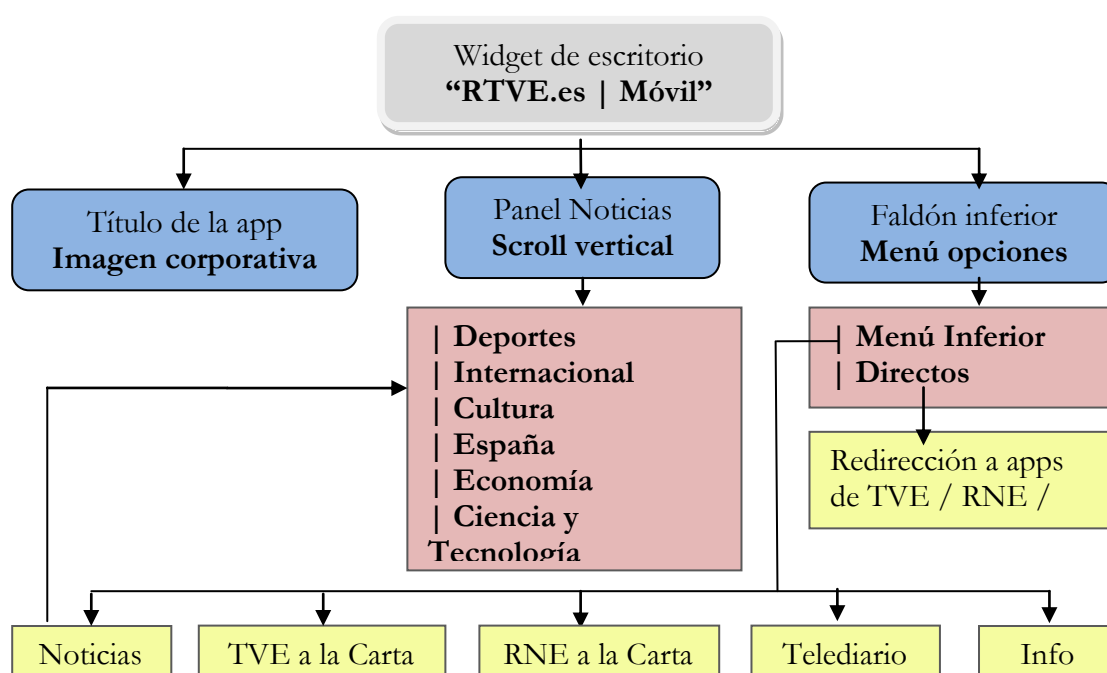 Widget de escritorio
“RTVE.es | Móvil”
Título de la app
Imagen corporativa
Panel Noticias
Scroll vertical
Faldón inferior
Menú opciones
| Deportes
| Internacional
| Cultura
| España
| Economía
| Ciencia y
Tecnología
| Menú Inferior
| Directos
Redirección a apps
de TVE / RNE /
Noticias
TVE a la Carta
RNE a la Carta
Telediario
Info